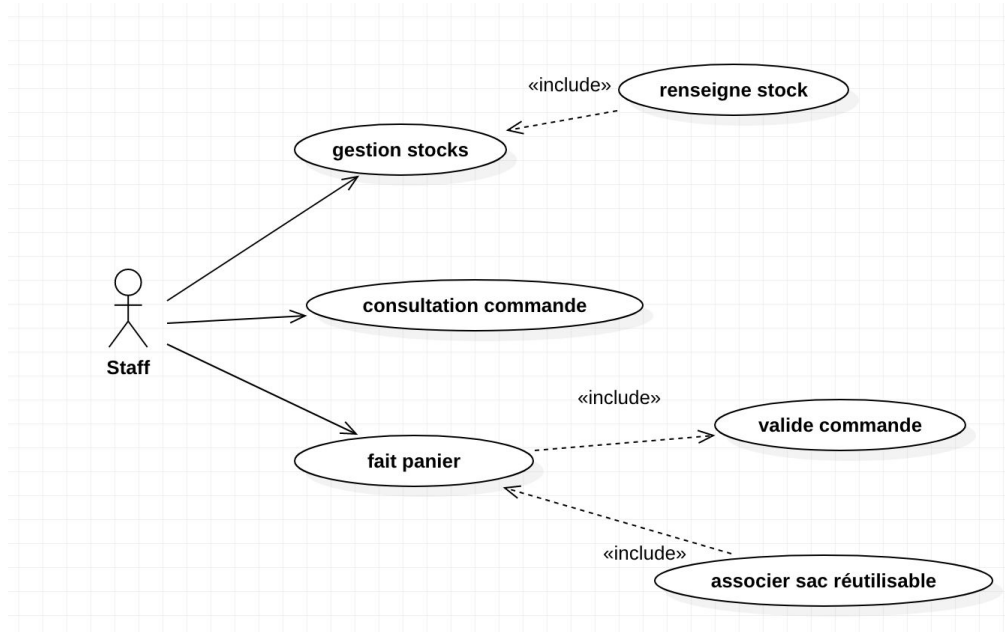 «include»
renseigne stock
gestion stocks
consultation commande
Staff
«include»
valide commande
fait panier
«include»
associer sac réutilisable